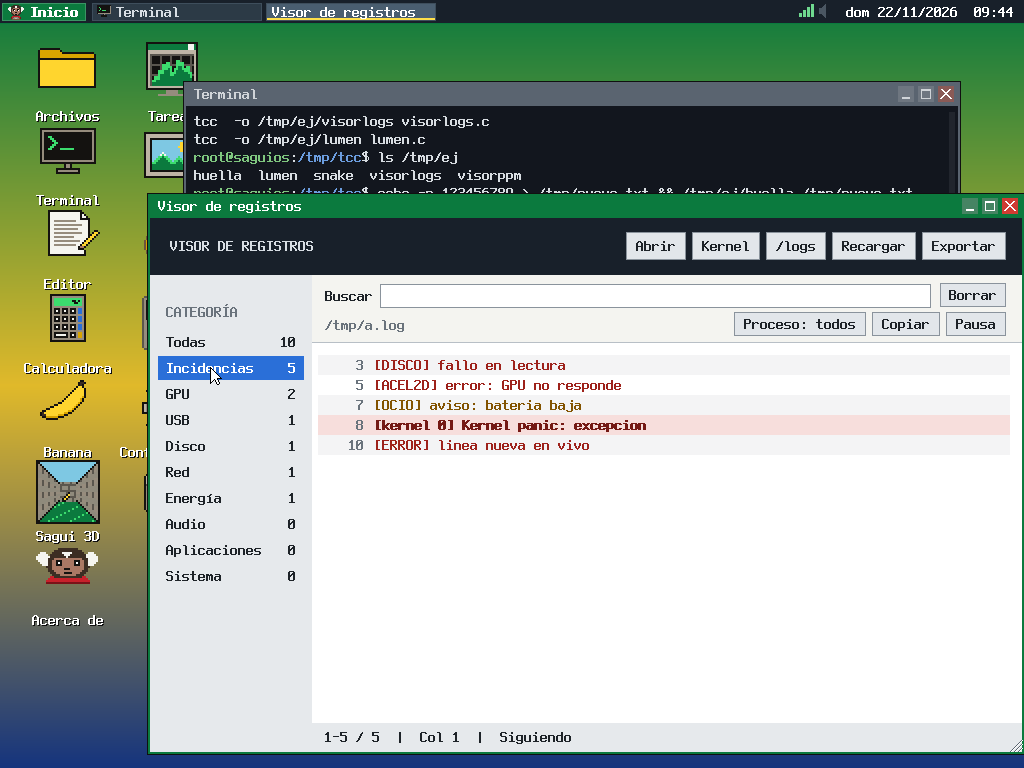 Inicio
Terminal
Visor de registros
dom 22/11/2026 09:44
Archivos
Terminal
Editor
Calculadora
Banana
Sagui 3D
Acerca de
Terminal
tcc -o /tmp/ej/visorlogs visorlogs.c
tcc -o /tmp/ej/lumen lumen.c
root@saguios:/tmp/tcc$ ls /tmp/ej
huella lumen snake visorlogs visorppm
Visor de registros
VISOR DE REGISTROS
Abrir Kernel /logs Recargar Exportar
CATEGORÍA
Todas 10
Incidencias 5
GPU 2
USB 1
Disco 1
Red 1
Energía 1
Audio 0
Aplicaciones 0
Sistema 0
Buscar Borrar
/tmp/a.log Proceso: todos Copiar Pausa
3 [DISCO] fallo en lectura
5 [ACEL2D] error: GPU no responde
7 [OCIO] aviso: bateria baja
8 [kernel 0] Kernel panic: excepcion
10 [ERROR] linea nueva en vivo
1-5 / 5 | Col 1 | Siguiendo